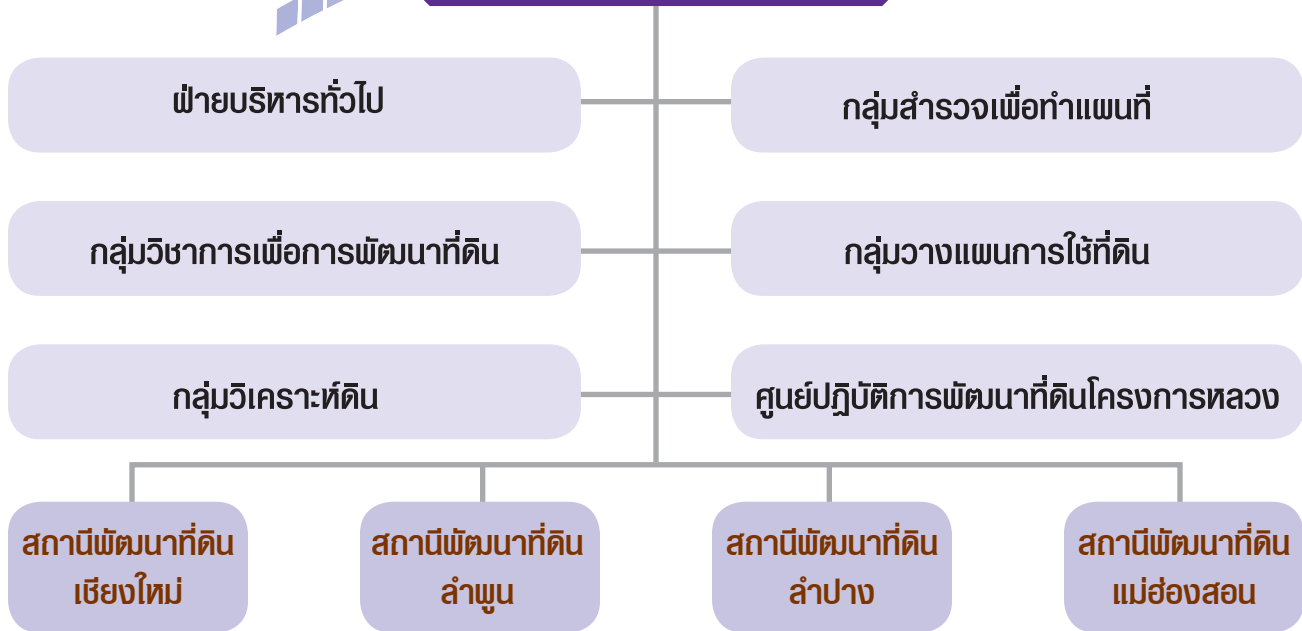 ฝ่ายบริหารทั่วไป
กลุ่มสำรวจเพื่อทำแผนที่
กลุ่มวิชาการเพื่อการพัฒนาที่ดิน
กลุ่มวางแผนการใช้ที่ดิน
กลุ่มวิเคราะห์ดิน
ศูนย์ปฏิบัติการพัฒนาที่ดินโครงการหลวง
สถานีพัฒนาที่ดิน
เชียงใหม่
สถานีพัฒนาที่ดิน
ลำพูน
สถานีพัฒนาที่ดิน
ลำปาง
สถานีพัฒนาที่ดิน
แม่ฮ่องสอน